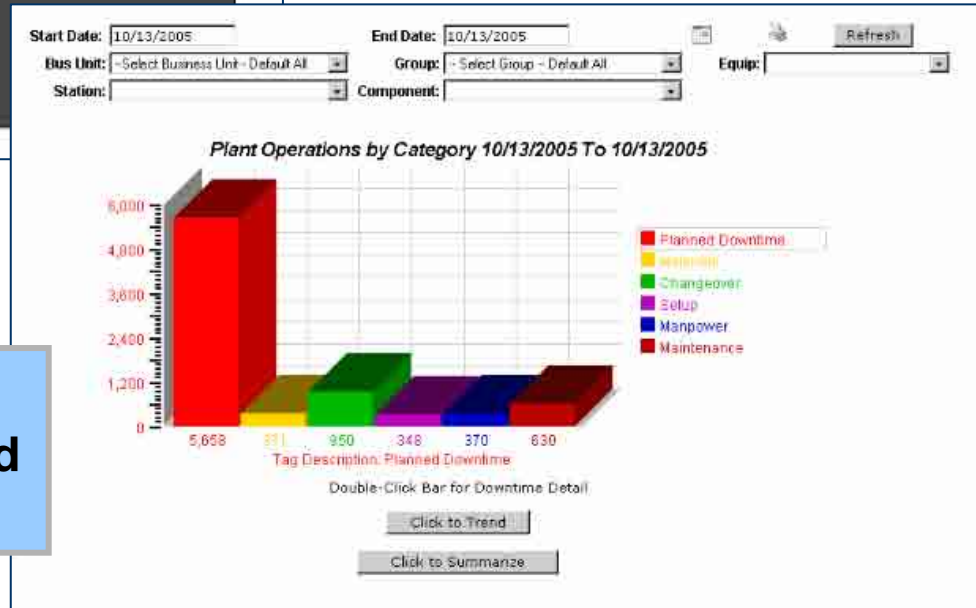 Start Date: 10/13/2005 End Date: 10/13/2005 Refresh
Bus Unit: -Select Business Unit - Default All Group: - Select Group - Default All Equip:
Station: Component:
Plant Operations by Category 10/13/2005 To 10/13/2005
6,000
4,800
3,600
2,400
1,200
0
Planned Downtime
Changeover
Setup
Manpower
Maintenance
5,658 950 348 370 630
Tag Description: Planned Downtime
Double-Click Bar for Downtime Detail
Click to Trend
Click to Summarize
d